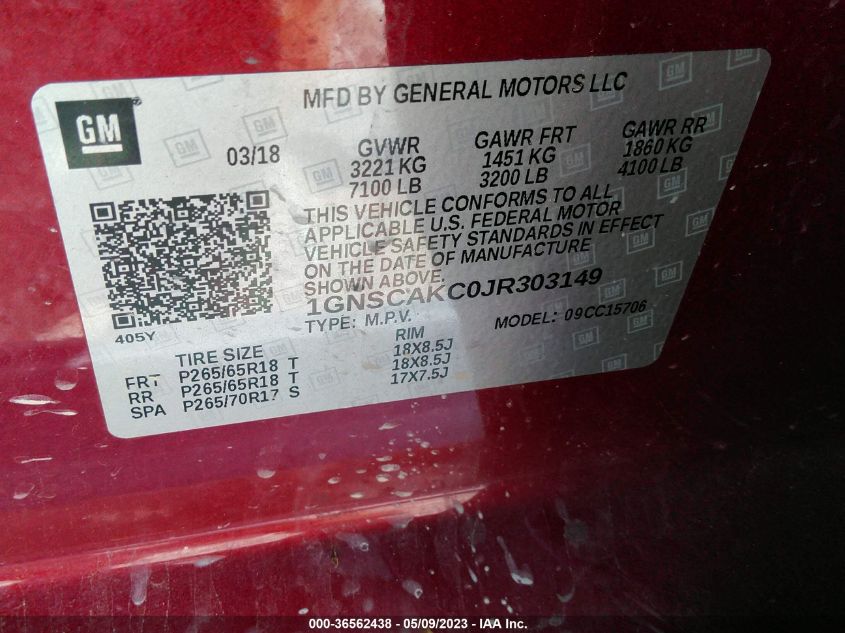 MFD BY GENERAL MOTORS LLC
GM
03/18
GVWR
3221 KG
7100 LB
GAWR FRT
1451 KG
3200 LB
GAWR RR
1860 KG
4100 LB
THIS VEHICLE CONFORMS TO ALL
APPLICABLE U.S. FEDERAL MOTOR
VEHICLE SAFETY STANDARDS IN EFFECT
ON THE DATE OF MANUFACTURE
SHOWN ABOVE.
1GNSCAKC0JR303149
TYPE: M.P.V.
MODEL: 09CC15706
405Y
TIRE SIZE
RIM
FRT P265/65R18 T 18X8.5J
RR P265/65R18 T 18X8.5J
SPA P265/70R17 S 17X7.5J
000-36562438 - 05/09/2023 - IAA Inc.